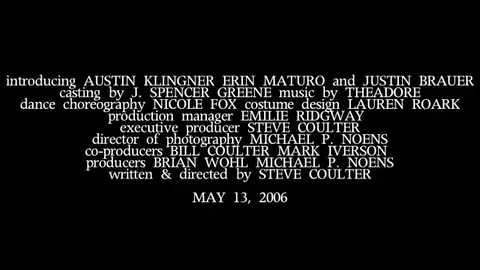 introducing AUSTIN KLINGNER ERIN MATURO and JUSTIN BRAUER
casting by J. SPENCER GREENE music by THEADORE
dance choreography NICOLE FOX costume design LAUREN ROARK
production manager EMILIE RIDGWAY
executive producer STEVE COULTER
director of photography MICHAEL P. NOENS
co-producers BILL COULTER MARK IVERSON
producers BRIAN WOHL MICHAEL P. NOENS
written & directed by STEVE COULTER
MAY 13, 2006